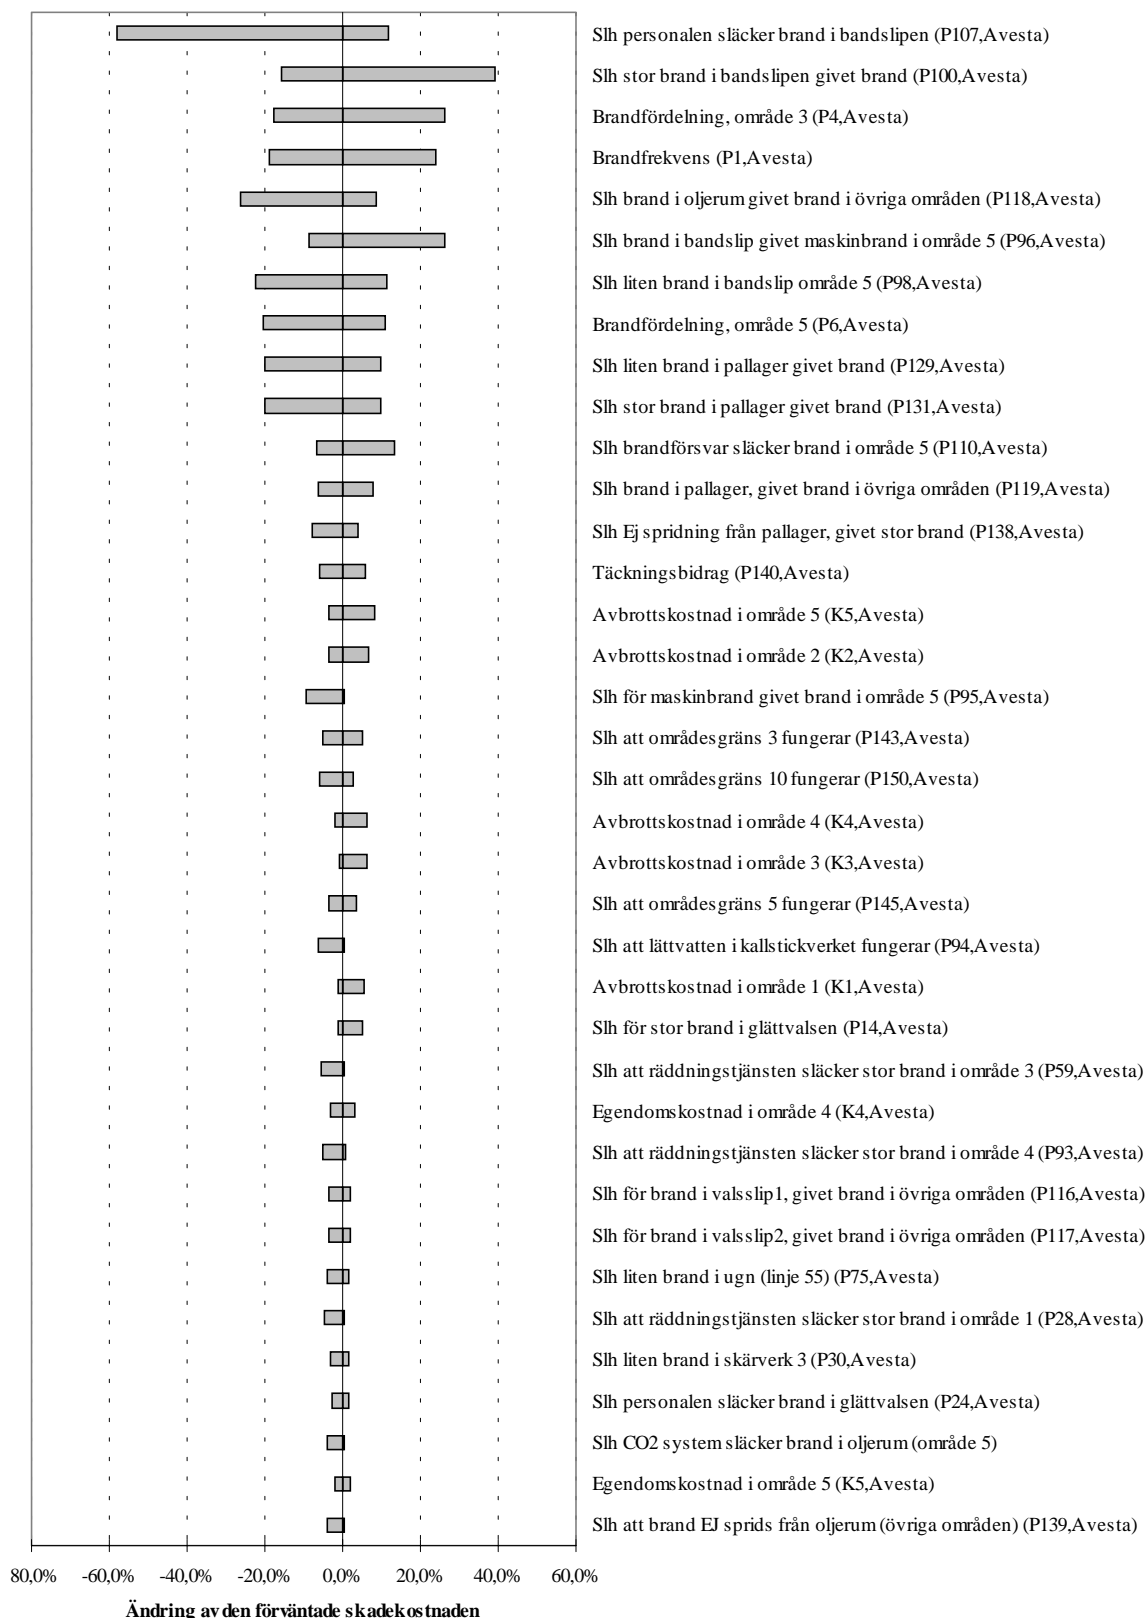 Slh personalen släcker brand i bandslipen (P107,Avesta)
Slh stor brand i bandslipen givet brand (P100,Avesta)
Brandfördelning, område 3 (P4,Avesta)
Brandfrekvens (P1,Avesta)
Slh brand i oljerum givet brand i övriga områden (P118,Avesta)
Slh brand i bandslip givet maskinbrand i område 5 (P96,Avesta)
Slh liten brand i bandslip område 5 (P98,Avesta)
Brandfördelning, område 5 (P6,Avesta)
Slh liten brand i pallager givet brand (P129,Avesta)
Slh stor brand i pallager givet brand (P131,Avesta)
Slh brandförsvar släcker brand i område 5 (P110,Avesta)
Slh brand i pallager, givet brand i övriga områden (P119,Avesta)
Slh Ej spridning från pallager, givet stor brand (P138,Avesta)
Täckningsbidrag (P140,Avesta)
Avbrottskostnad i område 5 (K5,Avesta)
Avbrottskostnad i område 2 (K2,Avesta)
Slh för maskinbrand givet brand i område 5 (P95,Avesta)
Slh att områdesgräns 3 fungerar (P143,Avesta)
Slh att områdesgräns 10 fungerar (P150,Avesta)
Avbrottskostnad i område 4 (K4,Avesta)
Avbrottskostnad i område 3 (K3,Avesta)
Slh att områdesgräns 5 fungerar (P145,Avesta)
Slh att lättvatten i kallstickverket fungerar (P94,Avesta)
Avbrottskostnad i område 1 (K1,Avesta)
Slh för stor brand i glättvalsen (P14,Avesta)
Slh att räddningstjänsten släcker stor brand i område 3 (P59,Avesta)
Egendomskostnad i område 4 (K4,Avesta)
Slh att räddningstjänsten släcker stor brand i område 4 (P93,Avesta)
Slh för brand i valsslip1, givet brand i övriga områden (P116,Avesta)
Slh för brand i valsslip2, givet brand i övriga områden (P117,Avesta)
Slh liten brand i ugn (linje 55) (P75,Avesta)
Slh att räddningstjänsten släcker stor brand i område 1 (P28,Avesta)
Slh liten brand i skärverk 3 (P30,Avesta)
Slh personalen släcker brand i glättvalsen (P24,Avesta)
Slh CO2 system släcker brand i oljerum (område 5)
Egendomskostnad i område 5 (K5,Avesta)
Slh att brand EJ sprids från oljerum (övriga områden) (P139,Avesta)
80,0% -60,0% -40,0% -20,0% 0,0% 20,0% 40,0% 60,0%
Ändring av den förväntade skadekostnaden